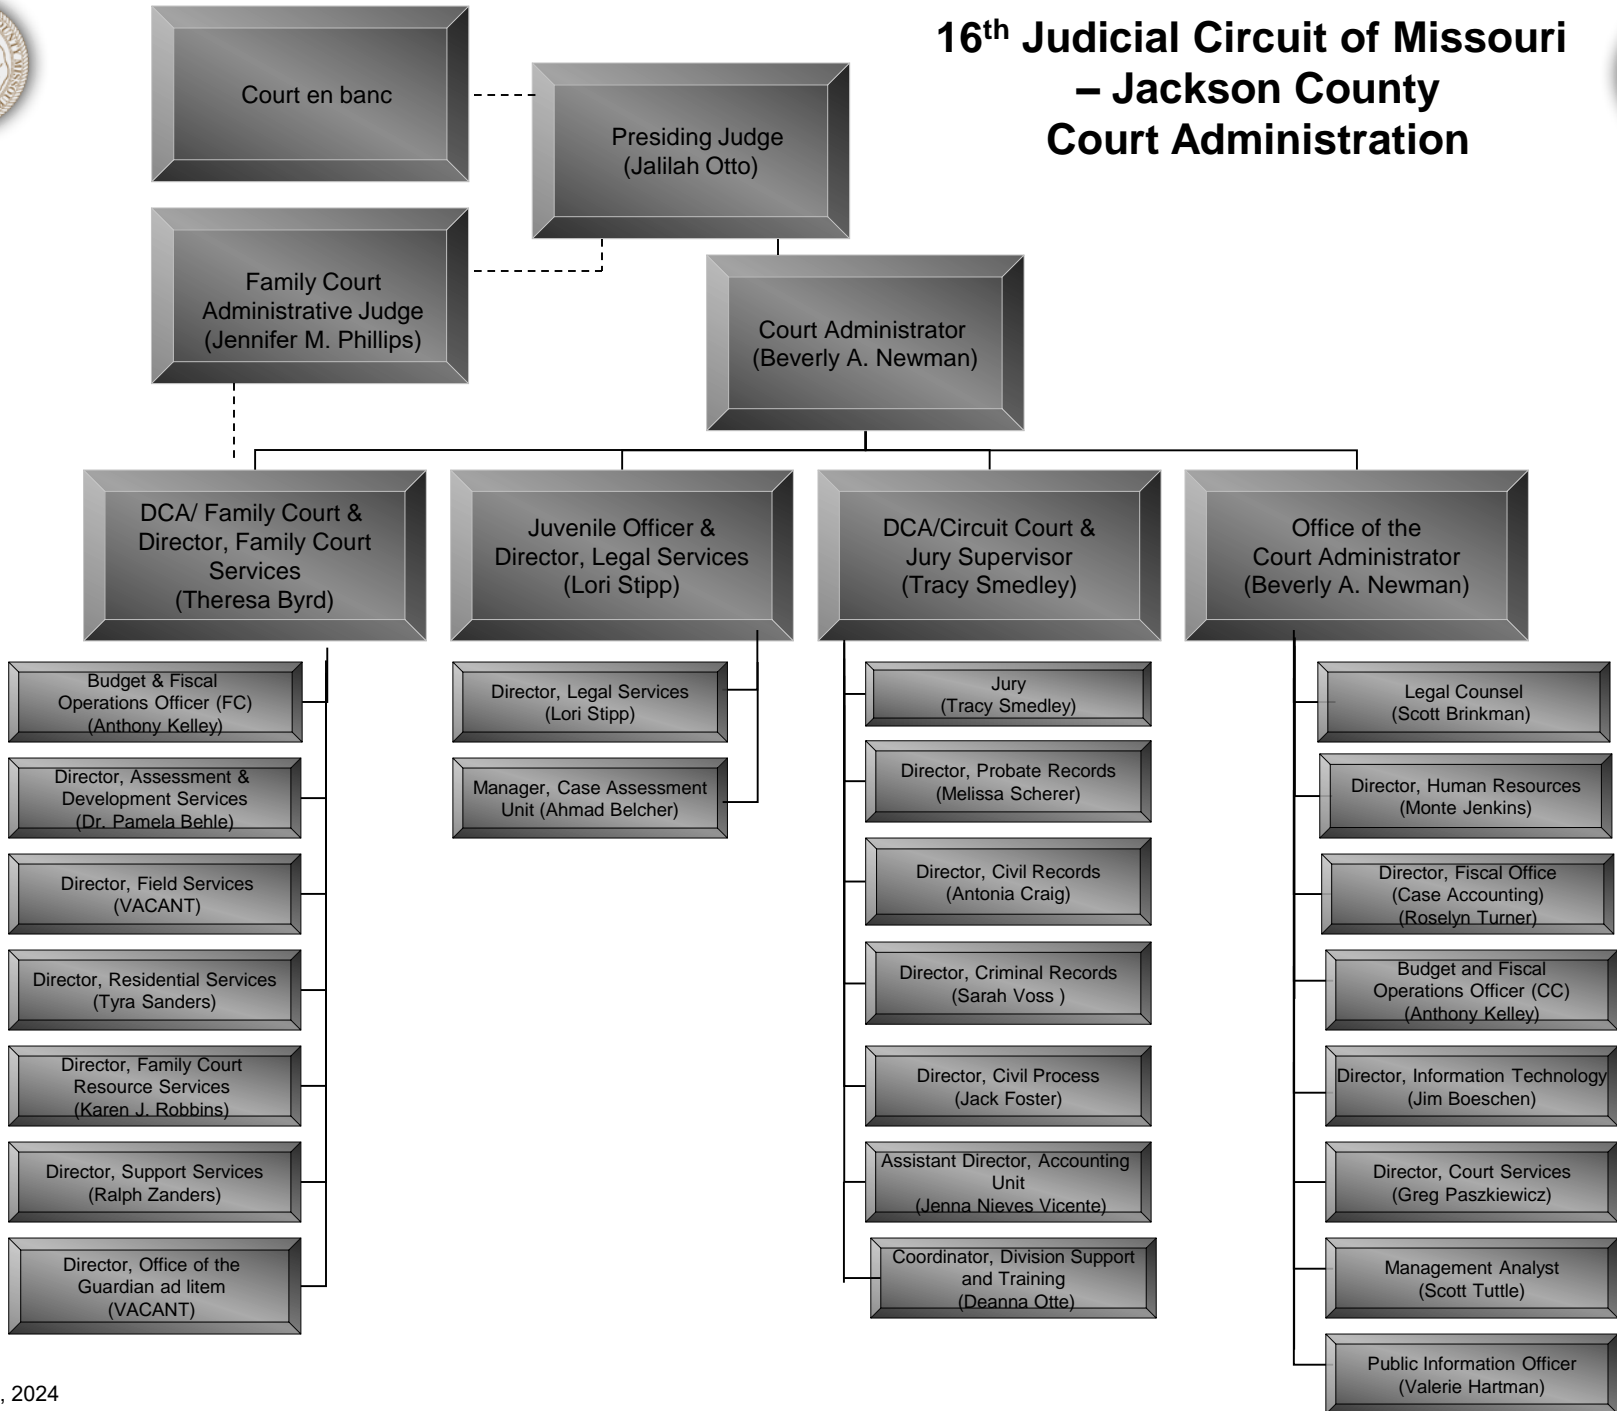 16th Judicial Circuit of Missouri
– Jackson County
Court Administration
Court en banc
Presiding Judge
(Jalilah Otto)
Family Court
Administrative Judge
(Jennifer M. Phillips)
Court Administrator
(Beverly A. Newman)
DCA/ Family Court &
Director, Family Court
Services
(Theresa Byrd)
Juvenile Officer &
Director, Legal Services
(Lori Stipp)
DCA/Circuit Court &
Jury Supervisor
(Tracy Smedley)
Office of the
Court Administrator
(Beverly A. Newman)
Budget & Fiscal
Operations Officer (FC)
(Anthony Kelley)
Director, Assessment &
Development Services
(Dr. Pamela Behle)
Director, Field Services
(VACANT)
Director, Residential Services
(Tyra Sanders)
Director, Family Court
Resource Services
(Karen J. Robbins)
Director, Support Services
(Ralph Zanders)
Director, Office of the
Guardian ad litem
(VACANT)
Director, Legal Services
(Lori Stipp)
Manager, Case Assessment
Unit (Ahmad Belcher)
Jury
(Tracy Smedley)
Director, Probate Records
(Melissa Scherer)
Director, Civil Records
(Antonia Craig)
Director, Criminal Records
(Sarah Voss )
Director, Civil Process
(Jack Foster)
Assistant Director, Accounting
Unit
(Jenna Nieves Vicente)
Coordinator, Division Support
and Training
(Deanna Otte)
Legal Counsel
(Scott Brinkman)
Director, Human Resources
(Monte Jenkins)
Director, Fiscal Office
(Case Accounting)
(Roselyn Turner)
Budget and Fiscal
Operations Officer (CC)
(Anthony Kelley)
Director, Information Technology
(Jim Boeschen)
Director, Court Services
(Greg Paszkiewicz)
Management Analyst
(Scott Tuttle)
Public Information Officer
(Valerie Hartman)
, 2024